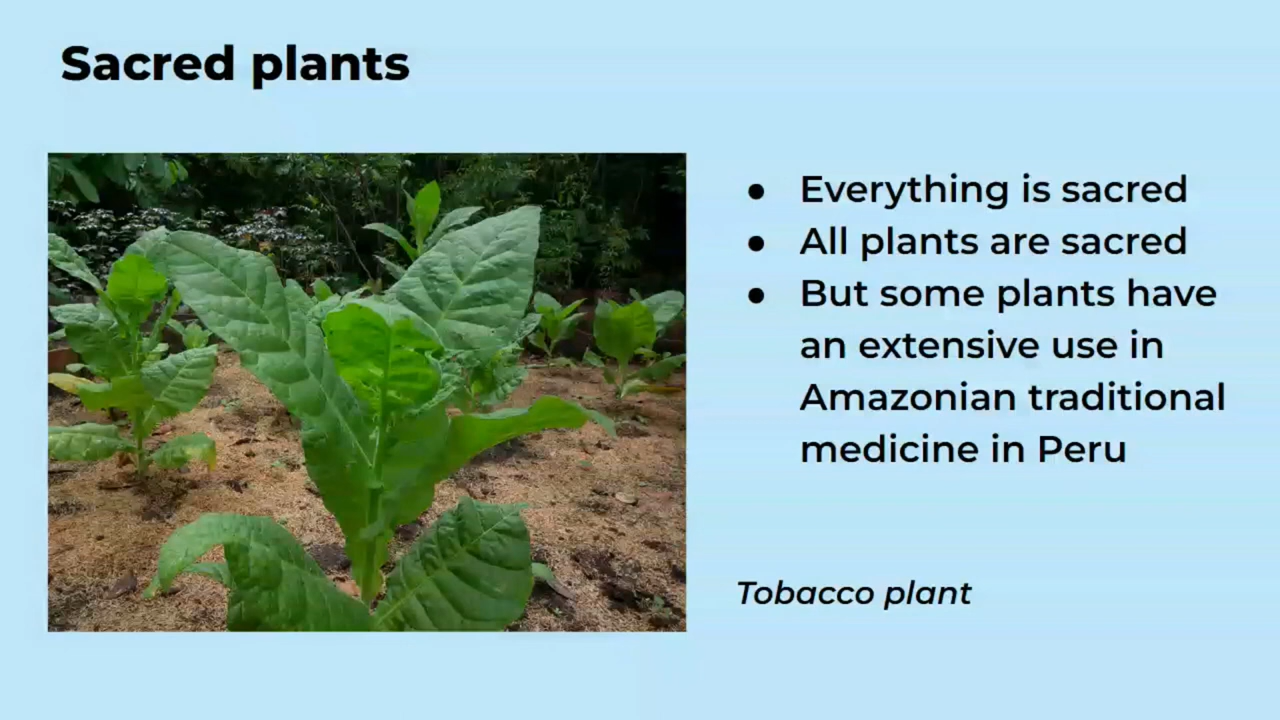 Sacred plants
● Everything is sacred
● All plants are sacred
● But some plants have
an extensive use in
Amazonian traditional
medicine in Peru
Tobacco plant